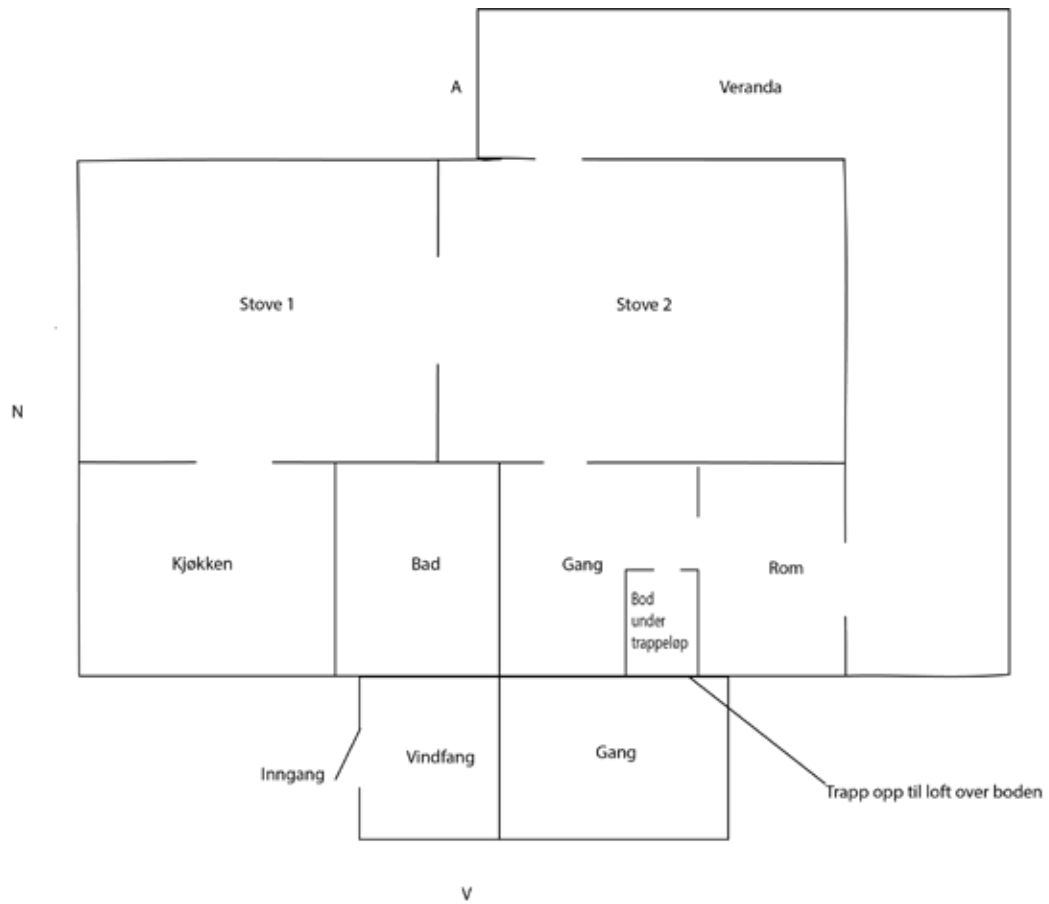 A
Veranda
Stove 1
Stove 2
N
Kjøkken
Bad
Gang
Rom
Bod
under
trappeløp
Inngang
Vindfang
Gang
Trapp opp til loft over boden
V